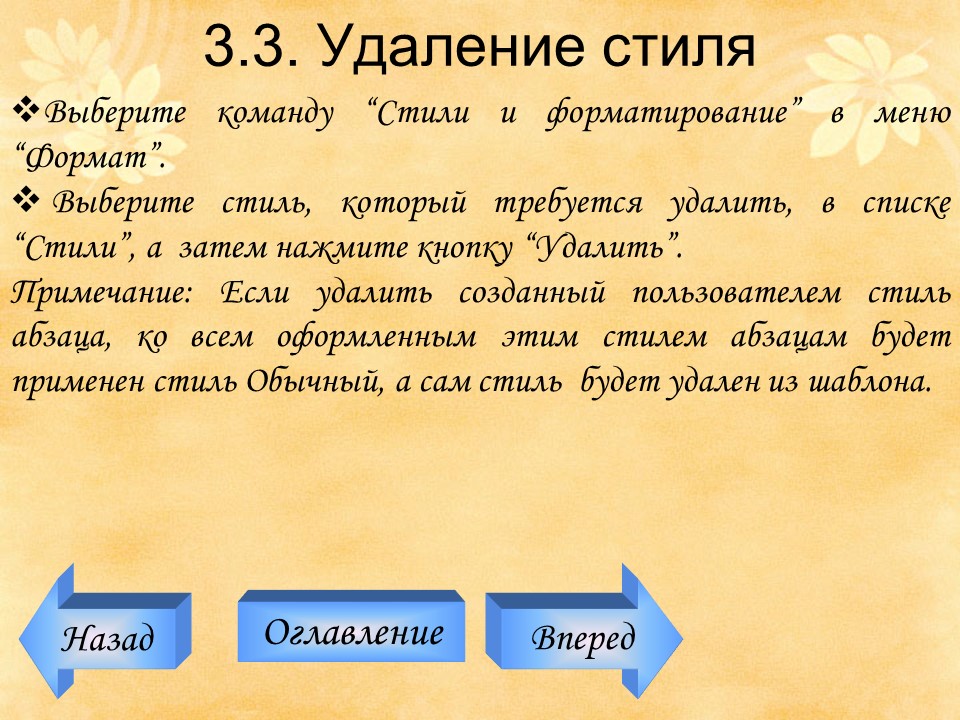 3.3. Удаление стиля
❖Выберите команду “Стили и форматирование” в меню
“Формат”.
❖ Выберите стиль, который требуется удалить, в списке
“Стили”, а затем нажмите кнопку “Удалить”.
Примечание: Если удалить созданный пользователем стиль
абзаца, ко всем оформленным этим стилем абзацам будет
применен стиль Обычный, а сам стиль будет удален из шаблона.
Назад
Оглавление
Вперед